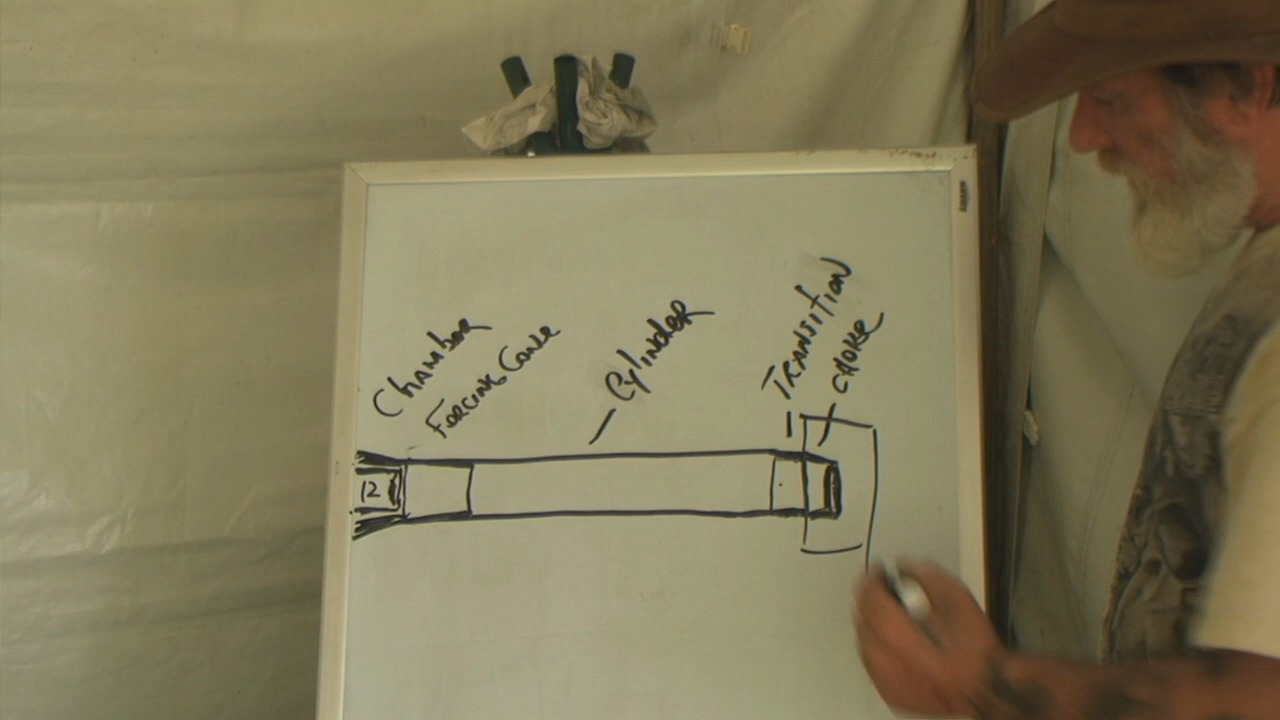 Chamber
Forcing Cone
Cylinder
Transition
Choke
12